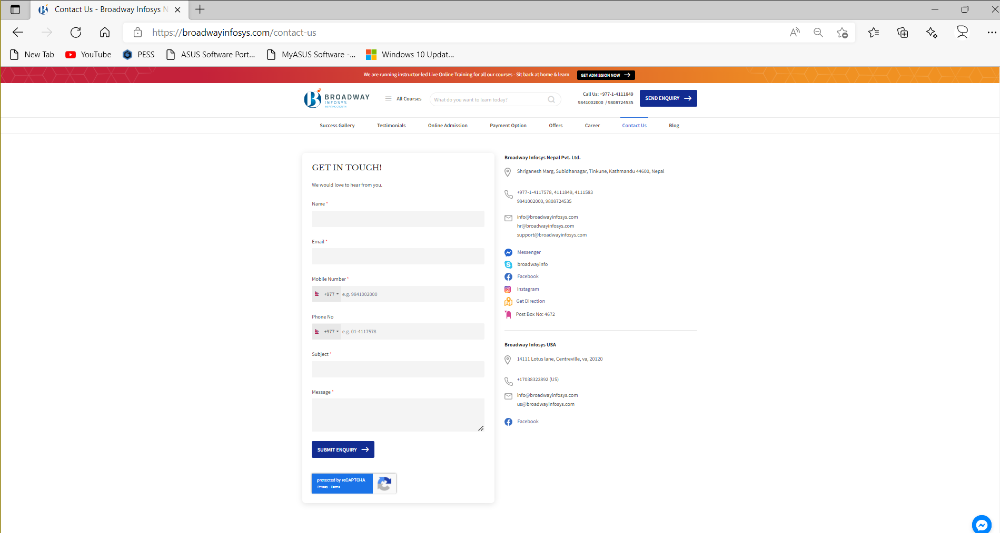 Contact Us - Broadway Infosys N
https://broadwayinfosys.com/contact-us
New Tab
YouTube
PESS
ASUS Software Port...
MyASUS Software -...
Windows 10 Updat...
We are running instructor-led Live Online Training for all our courses - Sit back at home & learn
GET ADMISSION NOW
BROADWAY
INFOSYS
INSPIRING GROWTH
All Courses
What do you want to learn today?
Call Us: +977-1-4111849
9841002000 / 9808724535
SEND ENQUIRY
Success Gallery
Testimonials
Online Admission
Payment Option
Offers
Career
Contact Us
Blog
GET IN TOUCH!
We would love to hear from you.
Name *
Email *
Mobile Number *
+977 e.g. 9841002000
Phone No
+977 e.g. 01-4117578
Subject *
Message *
SUBMIT ENQUIRY
protected by reCAPTCHA
Privacy - Terms
Broadway Infosys Nepal Pvt. Ltd.
Shriganesh Marg, Subidhanagar, Tinkune, Kathmandu 44600, Nepal
+977-1-4117578, 4111849, 4111583
9841002000, 9808724535
info@broadwayinfosys.com
hr@broadwayinfosys.com
support@broadwayinfosys.com
Messenger
broadwayinfo
Facebook
Instagram
Get Direction
Post Box No: 4672
Broadway Infosys USA
14111 Lotus lane, Centreville, va, 20120
+17038322892 (US)
info@broadwayinfosys.com
us@broadwayinfosys.com
Facebook